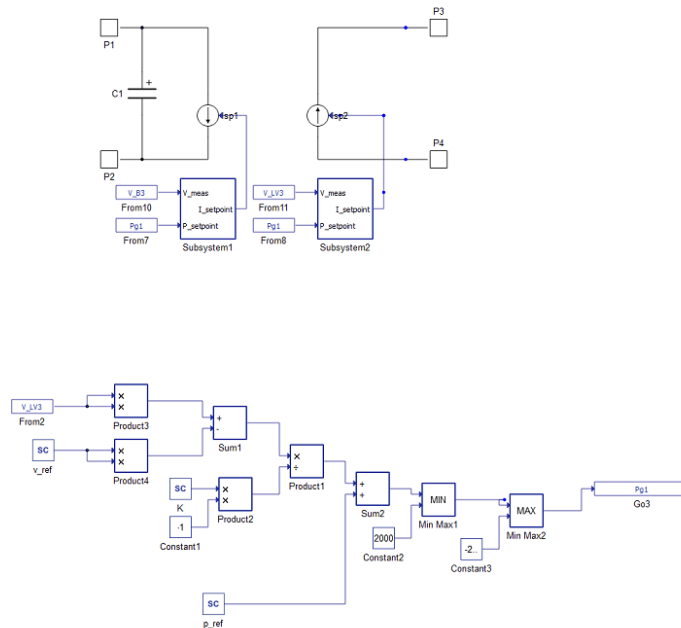 P1
P3
C1
+
Isp1
Isp2
P2
P4
V_B3
From10
V_meas
I_setpoint
P_setpoint
Pg1
From7
Subsystem1
V_LV3
From11
V_meas
I_setpoint
P_setpoint
Pg1
From8
Subsystem2
V_LV3
From2
×
×
Product3
SC
v_ref
×
×
Product4
+
-
Sum1
SC
K
-1
Constant1
×
×
Product2
×
÷
Product1
+
+
Sum2
2000
Constant2
MIN
Min Max1
-2..
Constant3
MAX
Min Max2
Pg1
Go3
SC
p_ref